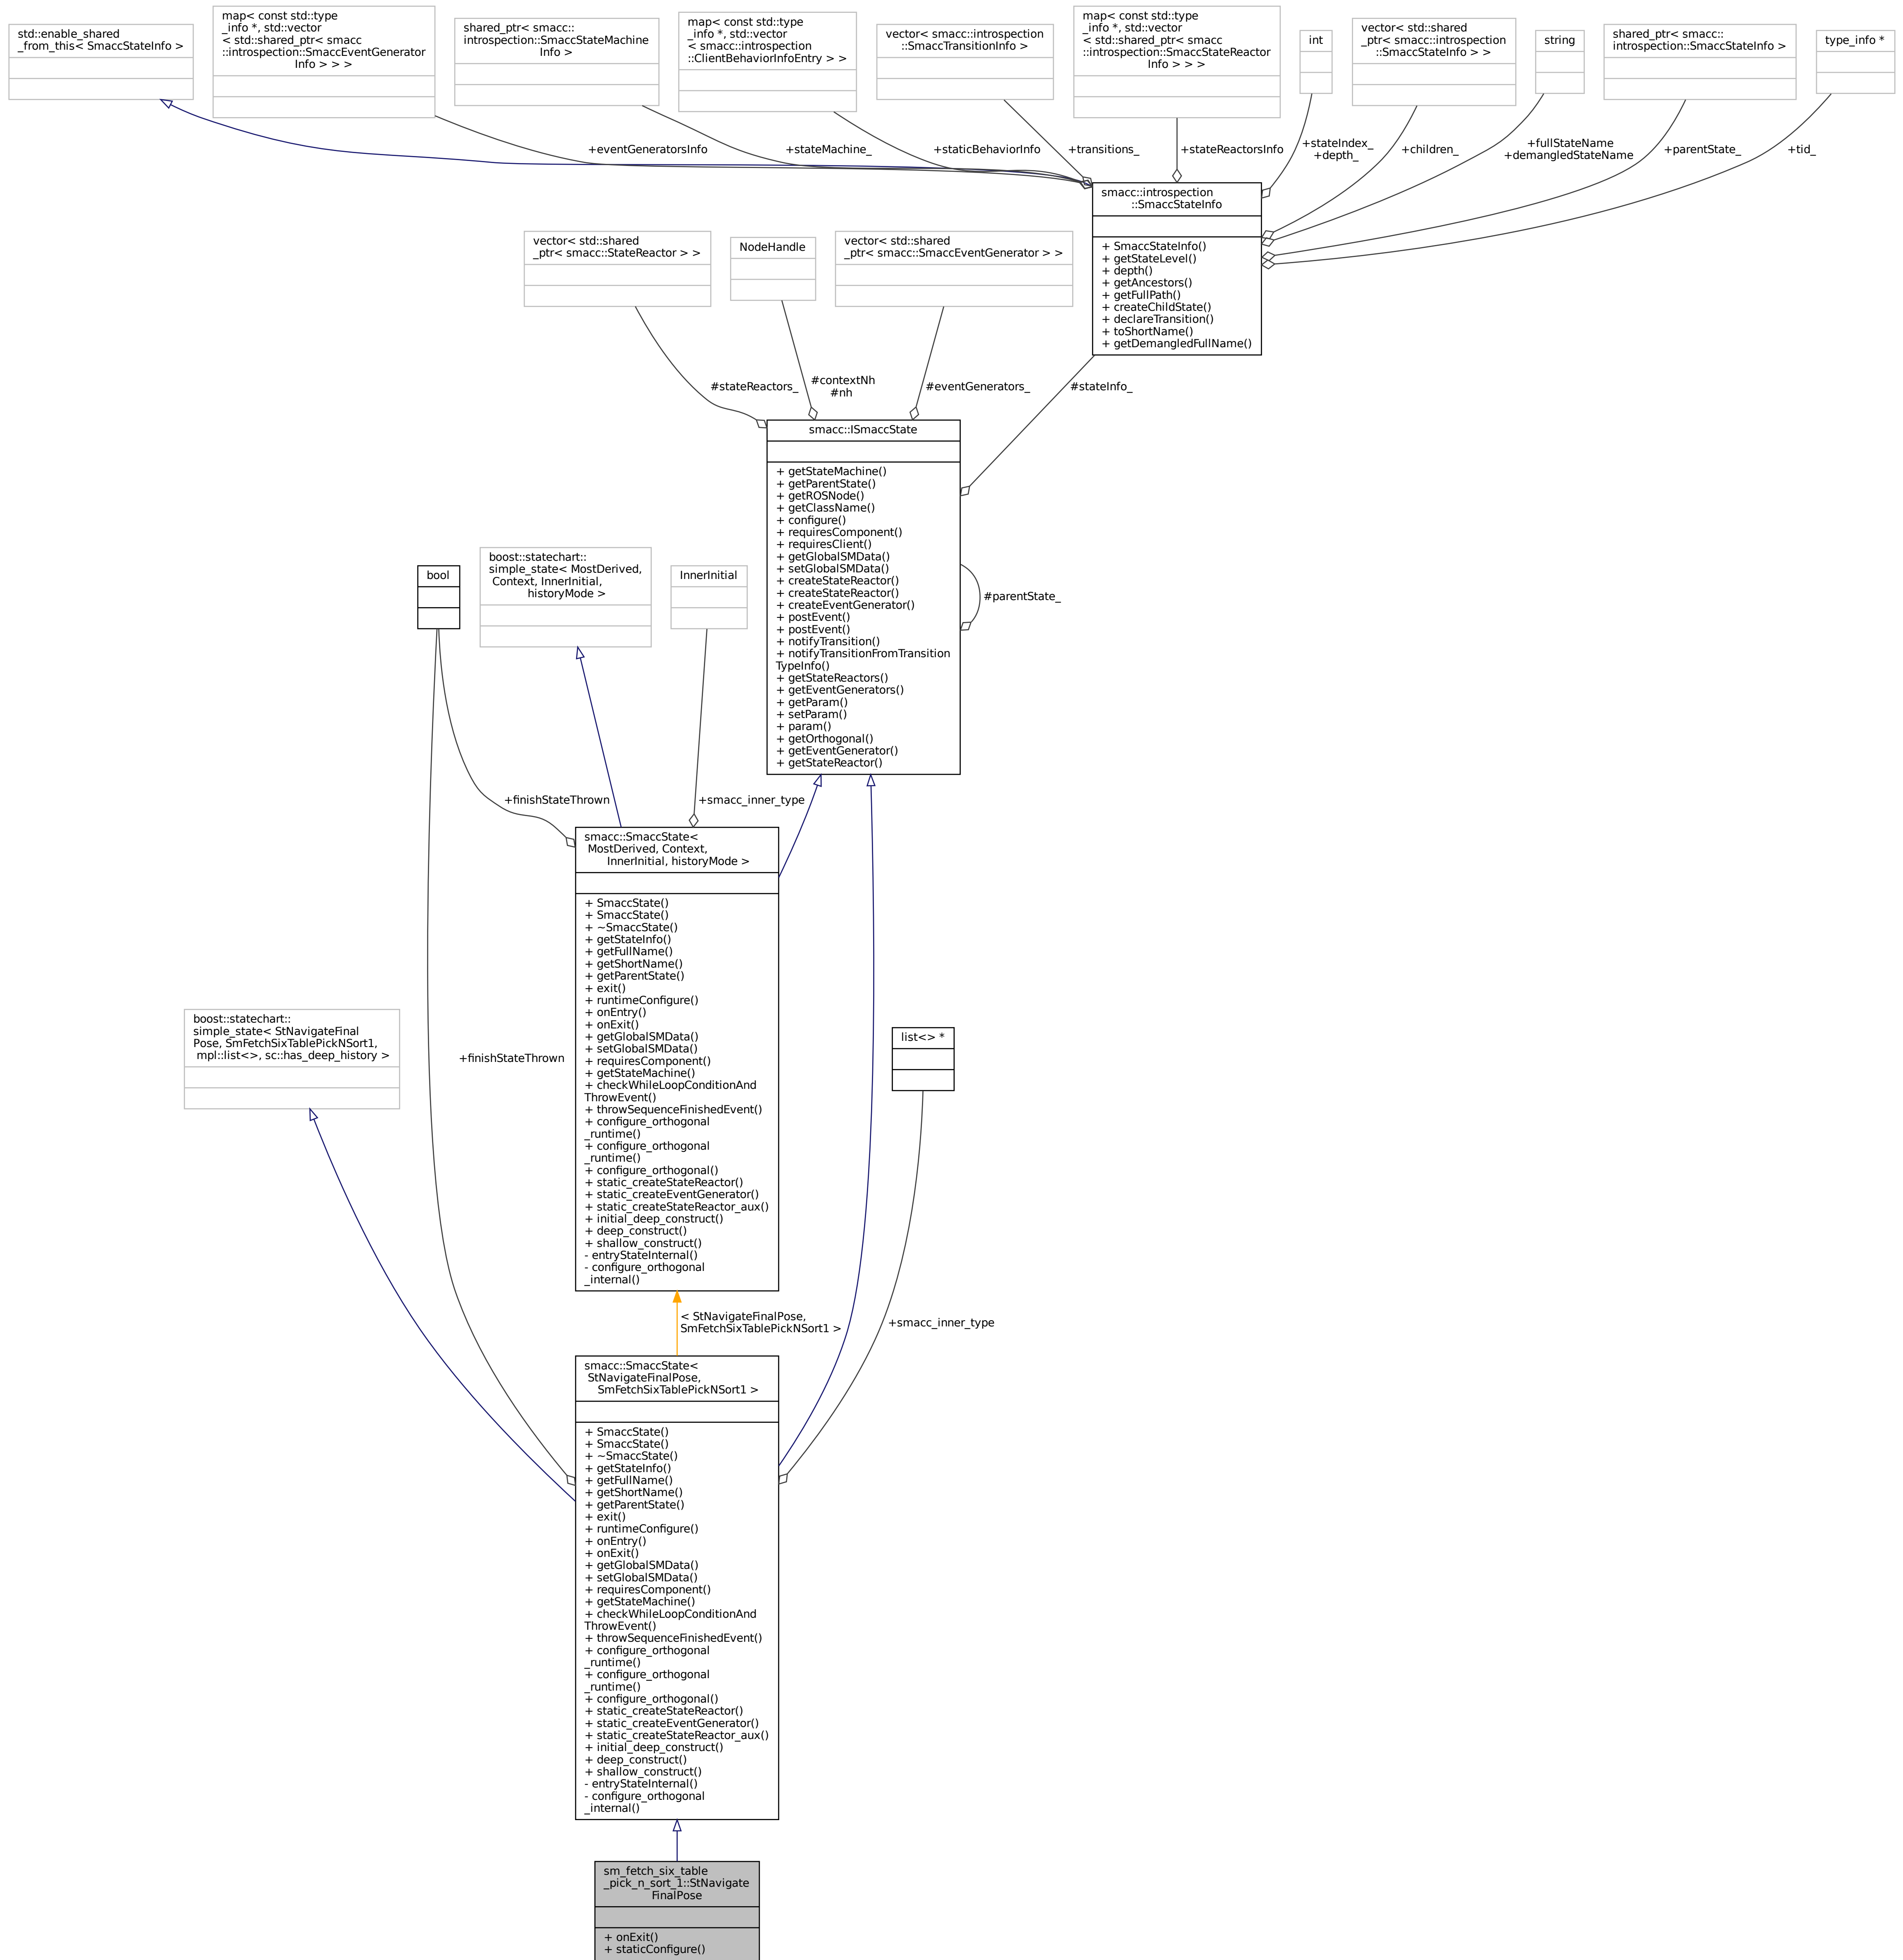 std::enable_shared
_from_this< SmaccStateInfo >
map< const std::type
_info *, std::vector
< std::shared_ptr< smacc
::introspection::SmaccEventGenerator
Info > > >
shared_ptr< smacc::
introspection::SmaccStateMachine
Info >
map< const std::type
_info *, std::vector
< smacc::introspection
::ClientBehaviorInfoEntry > >
vector< smacc::introspection
::SmaccTransitionInfo >
map< const std::type
_info *, std::vector
< std::shared_ptr< smacc
::introspection::SmaccStateReactor
Info > > >
int
vector< std::shared
_ptr< smacc::introspection
::SmaccStateInfo > >
string
shared_ptr< smacc::
introspection::SmaccStateInfo >
type_info *
+eventGeneratorsInfo
+stateMachine_
+staticBehaviorInfo
+transitions_
+stateReactorsInfo
+stateIndex_
+depth_
+children_
+fullStateName
+demangledStateName
+parentState_
+tid_
smacc::introspection
::SmaccStateInfo
+ SmaccStateInfo()
+ getStateLevel()
+ depth()
+ getAncestors()
+ getFullPath()
+ createChildState()
+ declareTransition()
+ toShortName()
+ getDemangledFullName()
vector< std::shared
_ptr< smacc::StateReactor > >
NodeHandle
vector< std::shared
_ptr< smacc::SmaccEventGenerator > >
#stateReactors_
#contextNh
#nh
#eventGenerators_
#stateInfo_
smacc::ISmaccState
+ getStateMachine()
+ getParentState()
+ getROSNode()
+ getClassName()
+ configure()
+ requiresComponent()
+ requiresClient()
+ getGlobalSMData()
+ setGlobalSMData()
+ createStateReactor()
+ createStateReactor()
+ createEventGenerator()
+ postEvent()
+ postEvent()
+ notifyTransition()
+ notifyTransitionFromTransition
TypeInfo()
+ getStateReactors()
+ getEventGenerators()
+ getParam()
+ setParam()
+ param()
+ getOrthogonal()
+ getEventGenerator()
+ getStateReactor()
#parentState_
bool
boost::statechart::
simple_state< MostDerived,
Context, InnerInitial,
historyMode >
InnerInitial
+finishStateThrown
+smacc_inner_type
smacc::SmaccState<
MostDerived, Context,
InnerInitial, historyMode >
+ SmaccState()
+ SmaccState()
+ ~SmaccState()
+ getStateInfo()
+ getFullName()
+ getShortName()
+ getParentState()
+ exit()
+ runtimeConfigure()
+ onEntry()
+ onExit()
+ getGlobalSMData()
+ setGlobalSMData()
+ requiresComponent()
+ getStateMachine()
+ checkWhileLoopConditionAnd
ThrowEvent()
+ throwSequenceFinishedEvent()
+ configure_orthogonal
_runtime()
+ configure_orthogonal
_runtime()
+ configure_orthogonal()
+ static_createStateReactor()
+ static_createEventGenerator()
+ static_createStateReactor_aux()
+ initial_deep_construct()
+ deep_construct()
+ shallow_construct()
- entryStateInternal()
- configure_orthogonal
_internal()
boost::statechart::
simple_state< StNavigateFinal
Pose, SmFetchSixTablePickNSort1,
mpl::list<>, sc::has_deep_history >
+finishStateThrown
list<> *
< StNavigateFinalPose,
SmFetchSixTablePickNSort1 >
+smacc_inner_type
smacc::SmaccState<
StNavigateFinalPose,
SmFetchSixTablePickNSort1 >
+ SmaccState()
+ SmaccState()
+ ~SmaccState()
+ getStateInfo()
+ getFullName()
+ getShortName()
+ getParentState()
+ exit()
+ runtimeConfigure()
+ onEntry()
+ onExit()
+ getGlobalSMData()
+ setGlobalSMData()
+ requiresComponent()
+ getStateMachine()
+ checkWhileLoopConditionAnd
ThrowEvent()
+ throwSequenceFinishedEvent()
+ configure_orthogonal
_runtime()
+ configure_orthogonal
_runtime()
+ configure_orthogonal()
+ static_createStateReactor()
+ static_createEventGenerator()
+ static_createStateReactor_aux()
+ initial_deep_construct()
+ deep_construct()
+ shallow_construct()
- entryStateInternal()
- configure_orthogonal
_internal()
sm_fetch_six_table
_pick_n_sort_1::StNavigate
FinalPose
+ onExit()
+ staticConfigure()